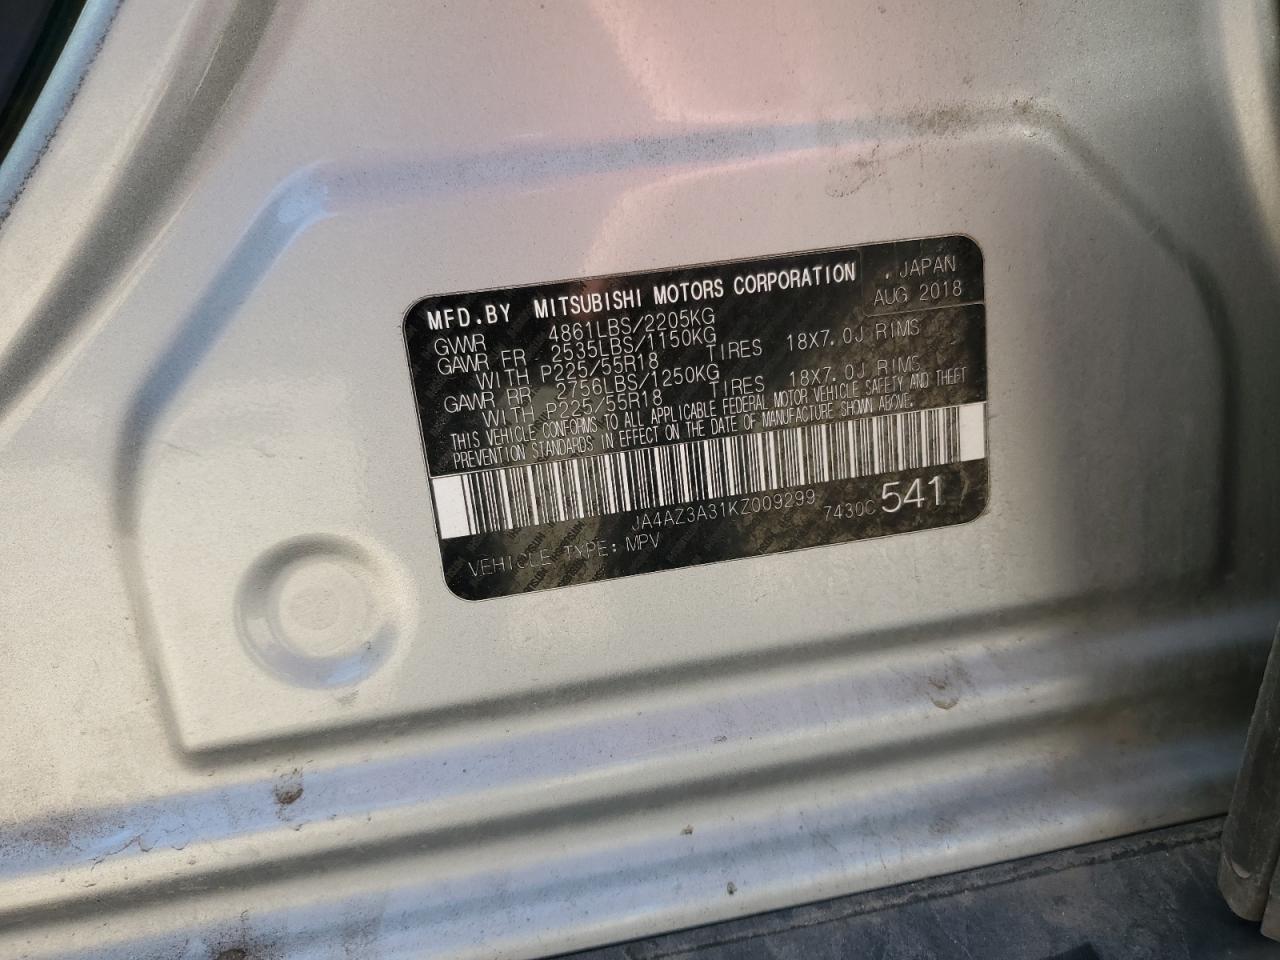 MFD.BY MITSUBISHI MOTORS CORPORATION . JAPAN
GVWR 4861LBS/2205KG AUG 2018
GAWR FR 2535LBS/1150KG
WITH P225/55R18 TIRES 18X7.0J RIMS
GAWR RR 2756LBS/1250KG
WITH P225/55R18 TIRES 18X7.0J RIMS
THIS VEHICLE CONFORMS TO ALL APPLICABLE FEDERAL MOTOR VEHICLE SAFETY AND THEFT
PREVENTION STANDARDS IN EFFECT ON THE DATE OF MANUFACTURE SHOWN ABOVE.
JA4AZ3A31KZ009299
7430C 541
VEHICLE TYPE: MPV